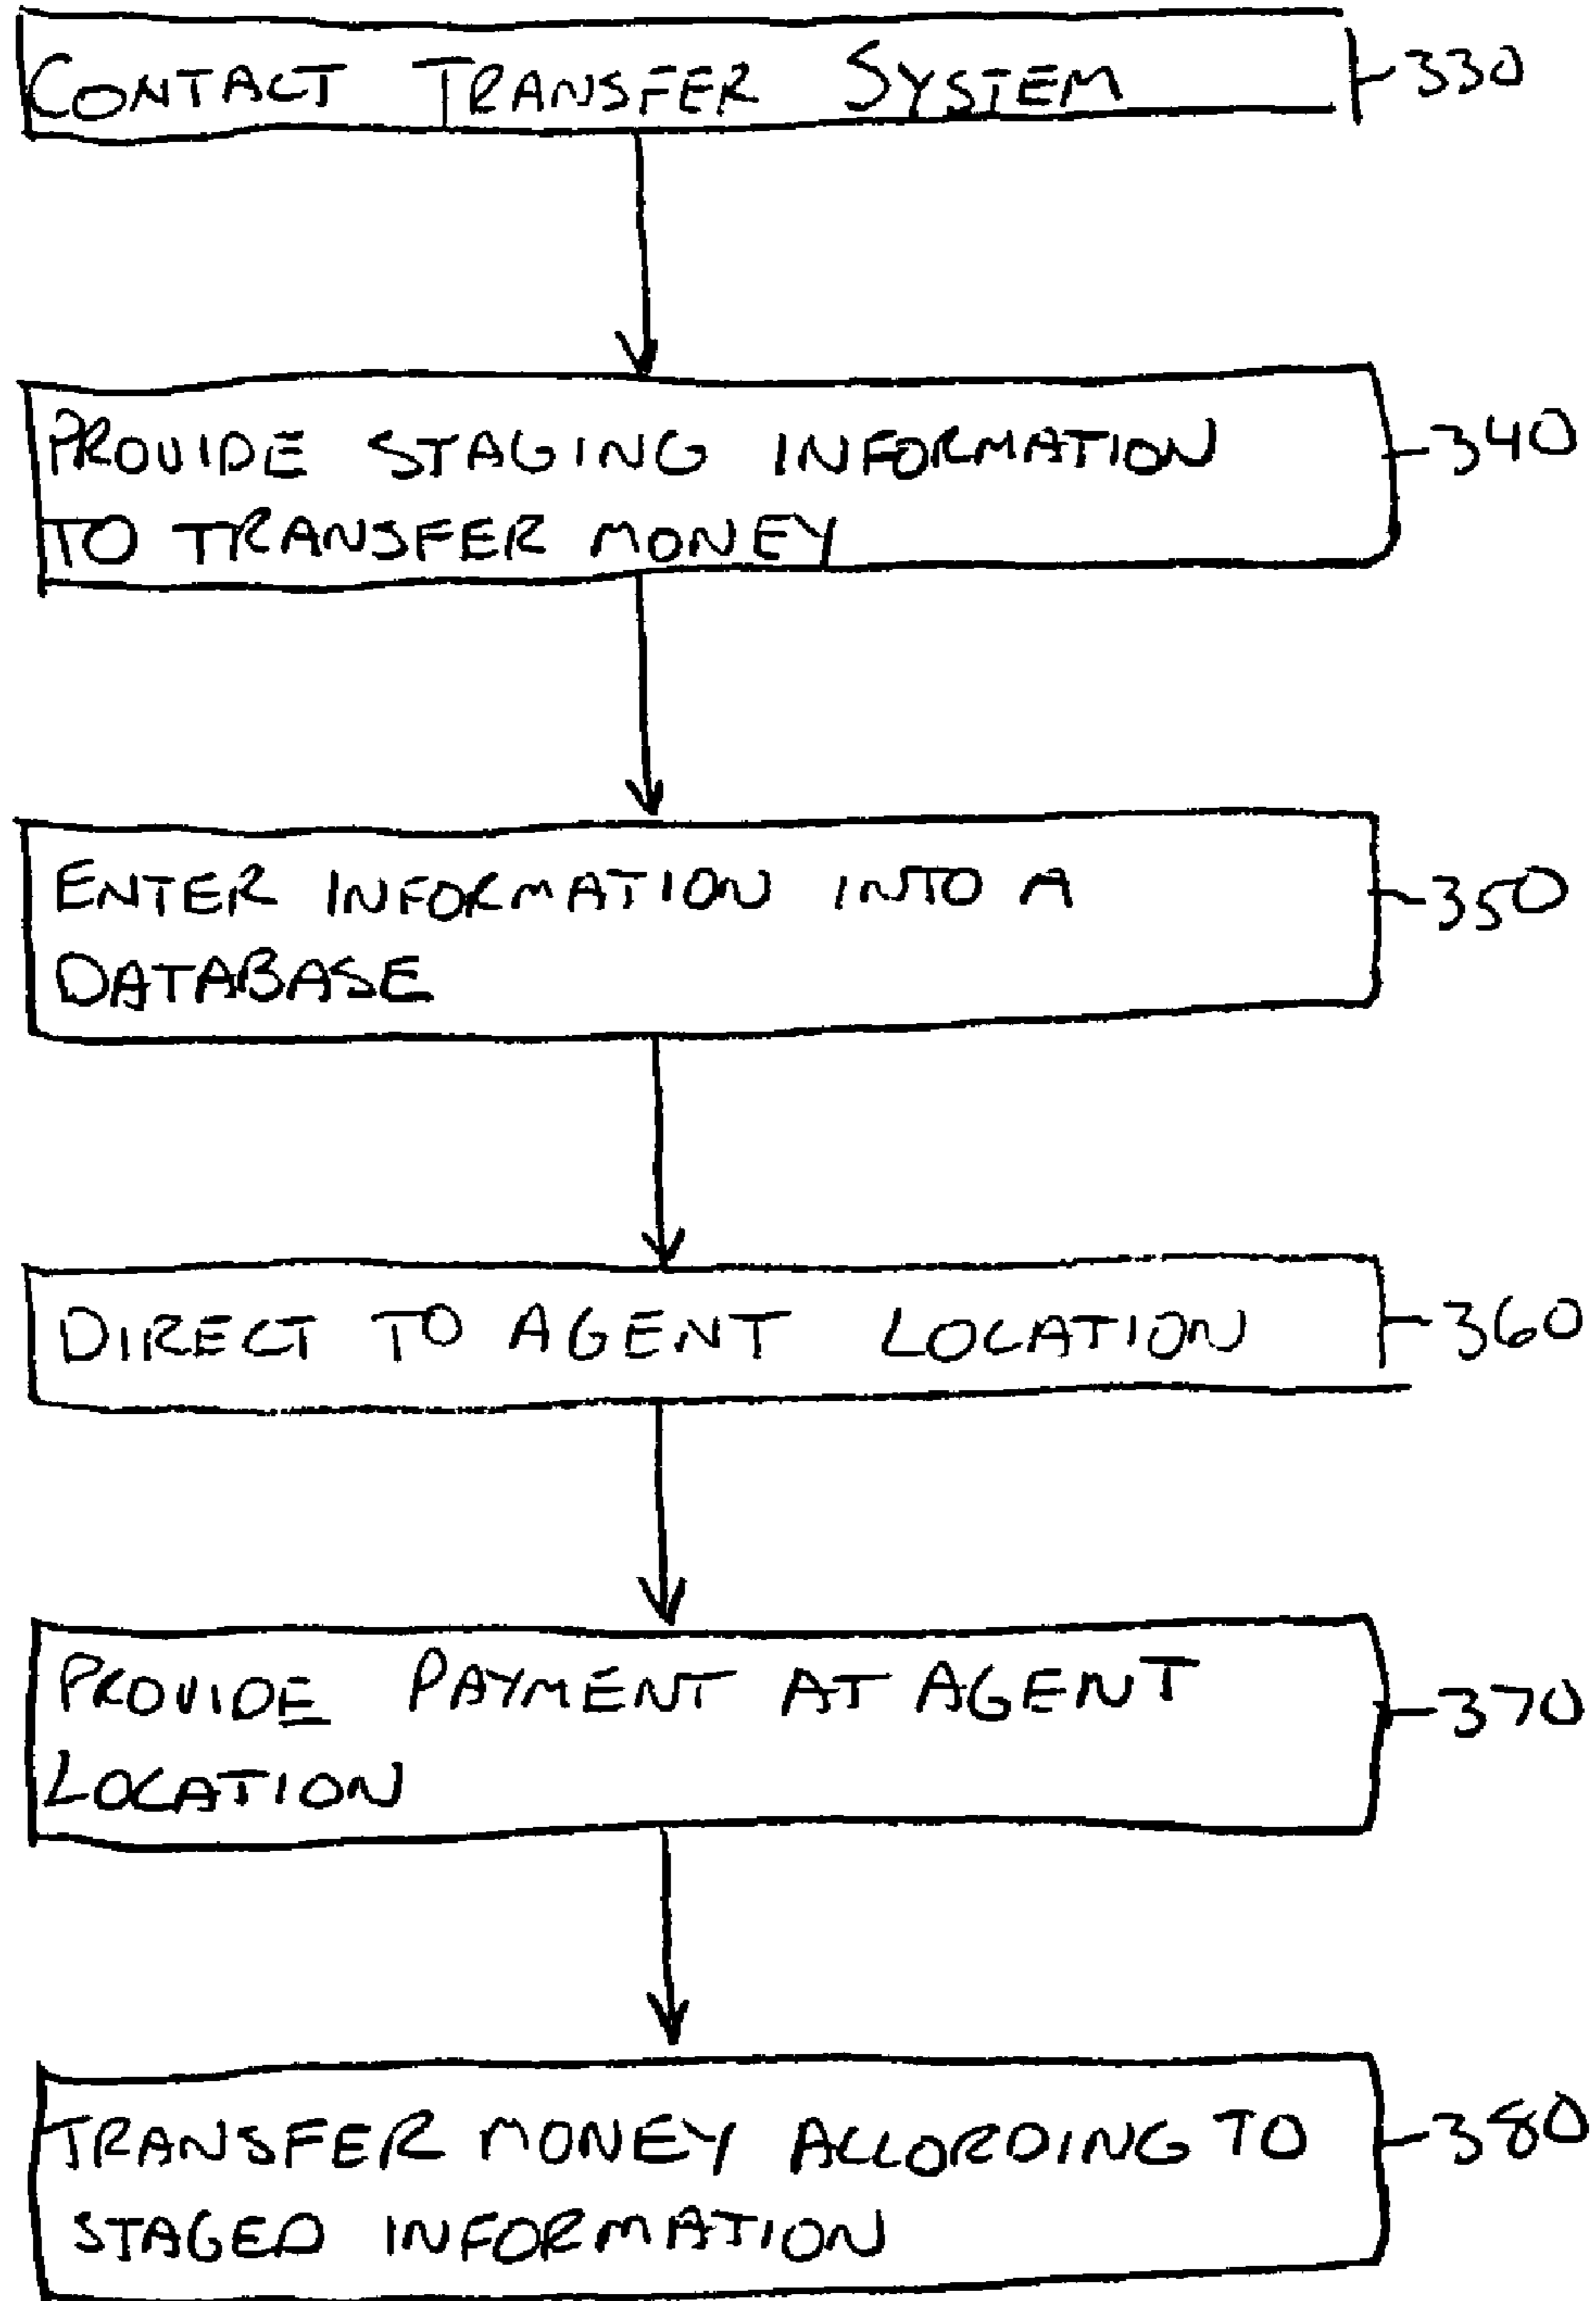 CONTACT TRANSFER SYSTEM 330
PROVIDE STAGING INFORMATION 340
TO TRANSFER MONEY
ENTER INFORMATION INTO A 350
DATABASE
DIRECT TO AGENT LOCATION 360
PROVIDE PAYMENT AT AGENT 370
LOCATION
TRANSFER MONEY ACCORDING TO 380
STAGED INFORMATION